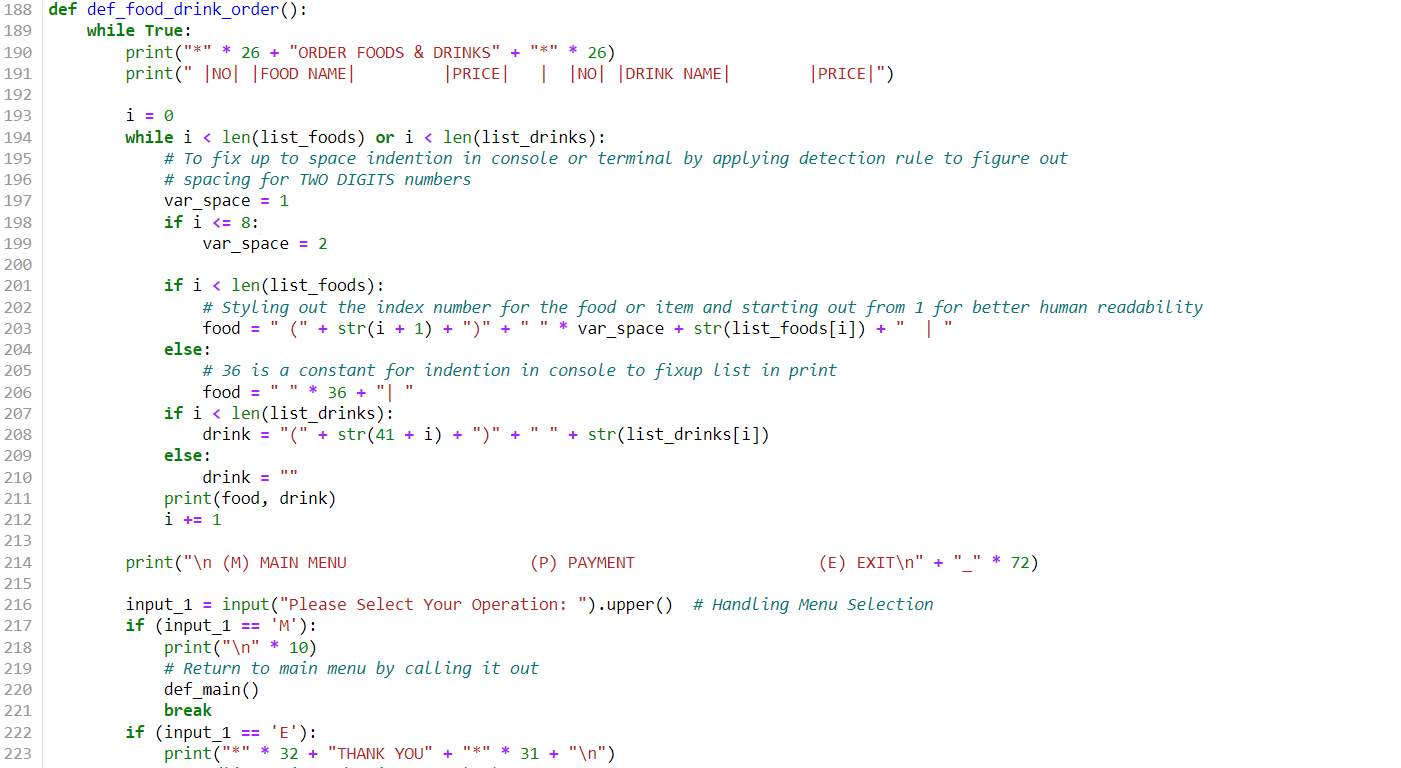 188 def def_food_drink_order():
189     while True:
190         print("*" * 26 + "ORDER FOODS & DRINKS" + "*" * 26)
191         print(" |NO| |FOOD NAME|         |PRICE|   |  |NO| |DRINK NAME|        |PRICE|")
192
193         i = 0
194         while i < len(list_foods) or i < len(list_drinks):
195             # To fix up to space indention in console or terminal by applying detection rule to figure out
196             # spacing for TWO DIGITS numbers
197             var_space = 1
198             if i <= 8:
199                 var_space = 2
200
201             if i < len(list_foods):
202                 # Styling out the index number for the food or item and starting out from 1 for better human readability
203                 food = " (" + str(i + 1) + ")" + " " * var_space + str(list_foods[i]) + "  | "
204             else:
205                 # 36 is a constant for indention in console to fixup list in print
206                 food = " " * 36 + "| "
207             if i < len(list_drinks):
208                 drink = "(" + str(41 + i) + ")" + " " + str(list_drinks[i])
209             else:
210                 drink = ""
211             print(food, drink)
212             i += 1
213
214         print("\n (M) MAIN MENU                   (P) PAYMENT                   (E) EXIT\n" + "_" * 72)
215
216         input_1 = input("Please Select Your Operation: ").upper()  # Handling Menu Selection
217         if (input_1 == 'M'):
218             print("\n" * 10)
219             # Return to main menu by calling it out
220             def_main()
221             break
222         if (input_1 == 'E'):
223             print("*" * 32 + "THANK YOU" + "*" * 31 + "\n")